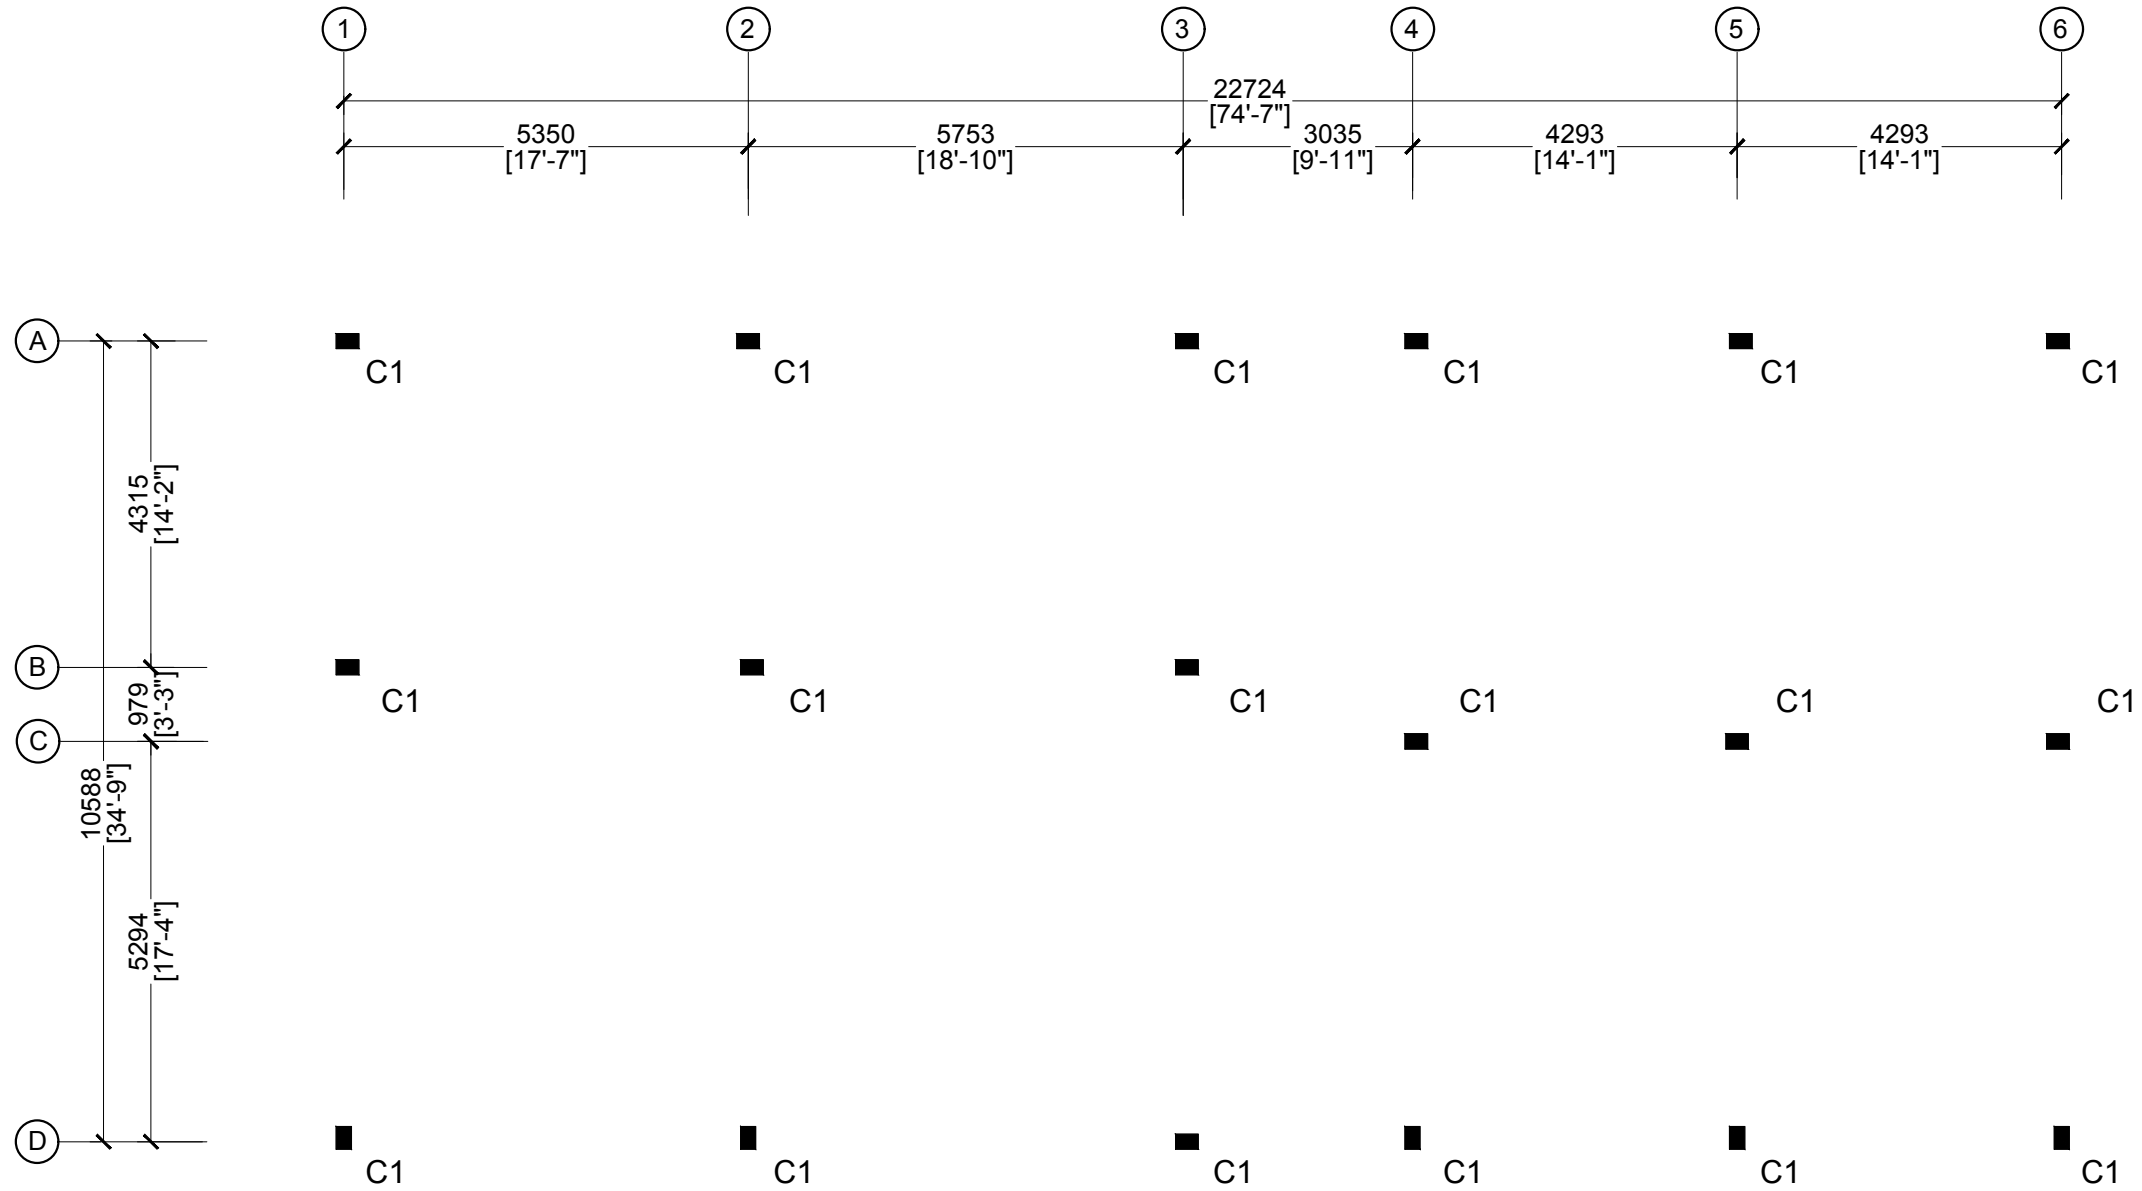 1 2 3 4 5 6
22724
[74'-7"]
5350 5753 3035 4293 4293
[17'-7"] [18'-10"] [9'-11"] [14'-1"] [14'-1"]
A
C1 C1 C1 C1 C1 C1
4315
[14'-2"]
B
979
[3'-3"]
C1 C1 C1 C1 C1 C1
C
10588
[34'-9"]
5294
[17'-4"]
D
C1 C1 C1 C1 C1 C1